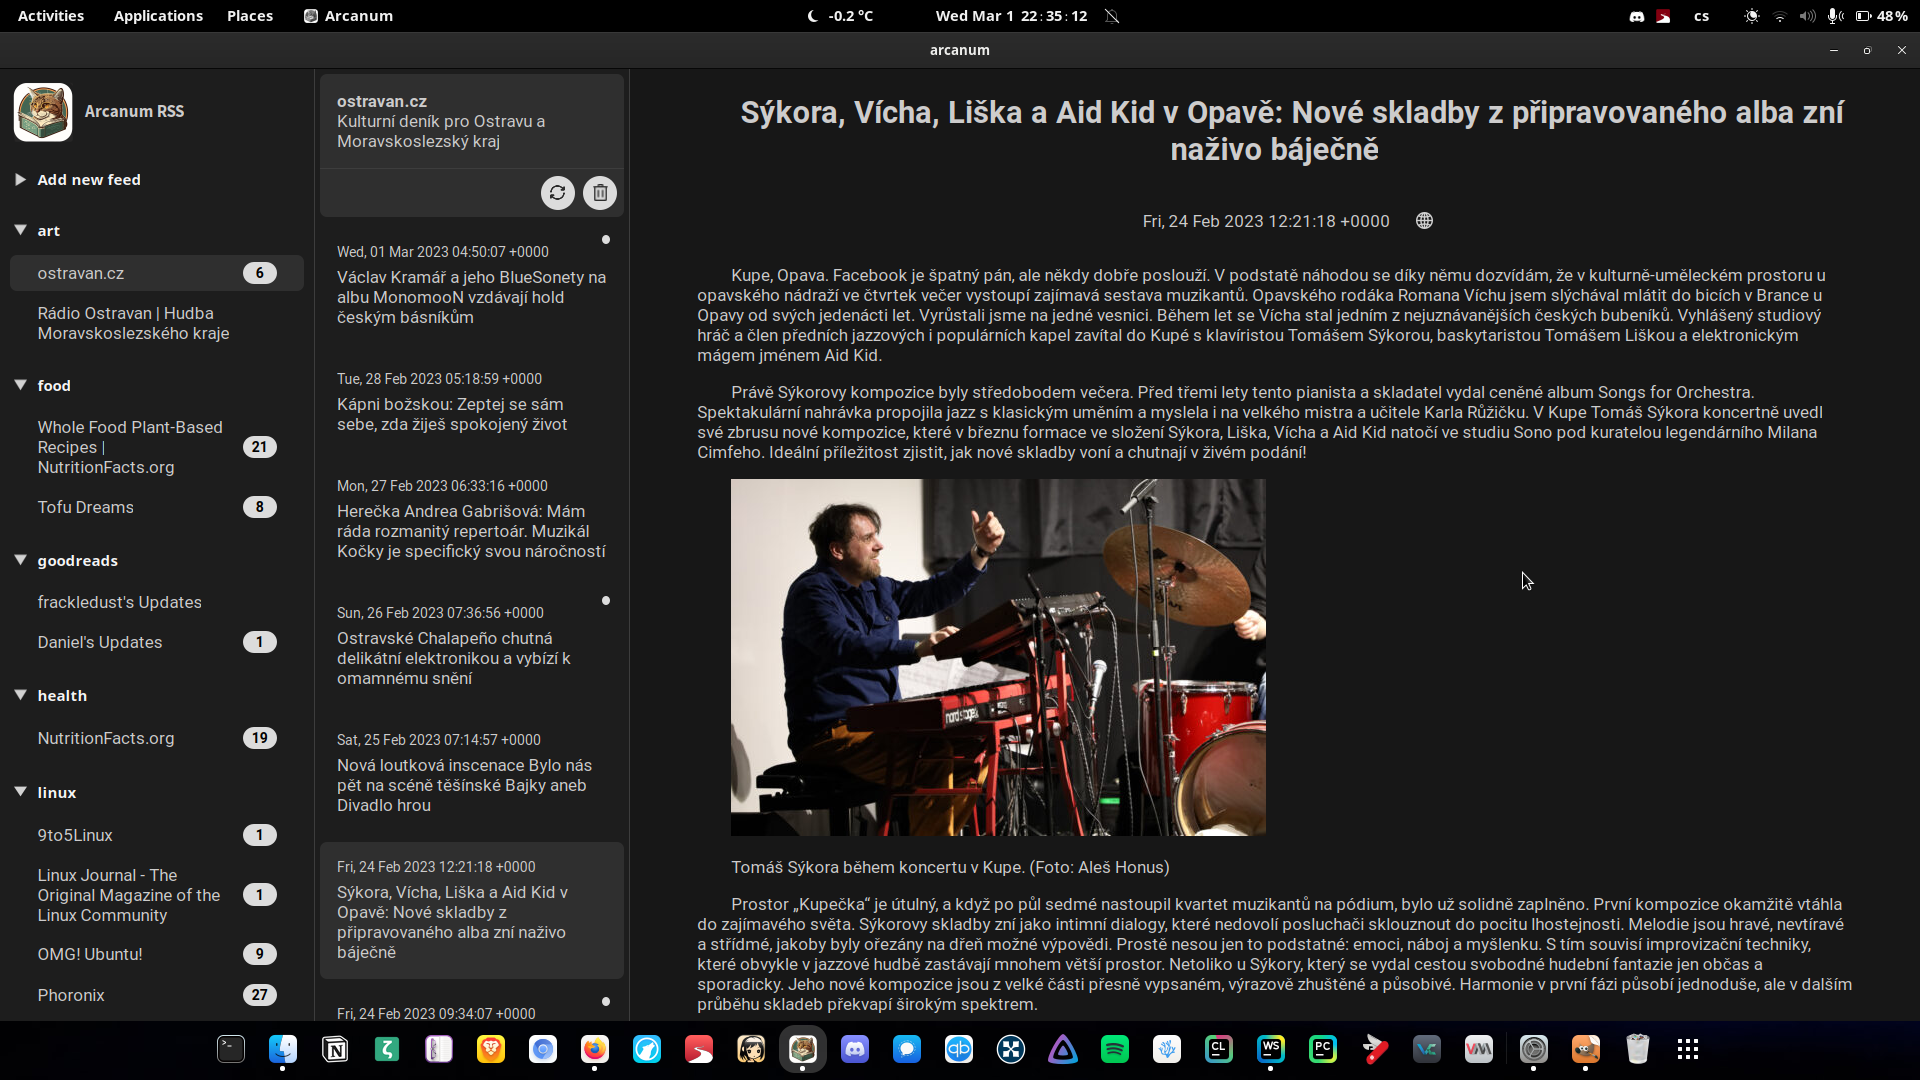 Activities Applications Places Arcanum -0.2 °C Wed Mar 1 22:35:12 cs 48%
arcanum
Arcanum RSS
Add new feed
art
ostravan.cz 6
Rádio Ostravan | Hudba
Moravskoslezského kraje
food
Whole Food Plant-Based
Recipes |
NutritionFacts.org
21
Tofu Dreams 8
goodreads
frackledust's Updates
Daniel's Updates 1
health
NutritionFacts.org 19
linux
9to5Linux 1
Linux Journal - The
Original Magazine of the
Linux Community
1
OMG! Ubuntu! 9
Phoronix 27
ostravan.cz
Kulturní deník pro Ostravu a
Moravskoslezský kraj
Wed, 01 Mar 2023 04:50:07 +0000
Václav Kramář a jeho BlueSonety na
albu MonomooN vzdávají hold
českým básníkům
Tue, 28 Feb 2023 05:18:59 +0000
Kápni božskou: Zeptej se sám
sebe, zda žiješ spokojený život
Mon, 27 Feb 2023 06:33:16 +0000
Herečka Andrea Gabrišová: Mám
ráda rozmanitý repertoár. Muzikál
Kočky je specifický svou náročností
Sun, 26 Feb 2023 07:36:56 +0000
Ostravské Chalapeňo chutná
delikátní elektronikou a vybízí k
omamnému snění
Sat, 25 Feb 2023 07:14:57 +0000
Nová loutková inscenace Bylo nás
pět na scéně těšínské Bajky aneb
Divadlo hrou
Fri, 24 Feb 2023 12:21:18 +0000
Sýkora, Vícha, Liška a Aid Kid v
Opavě: Nové skladby z
připravovaného alba zní naživo
báječně
Fri, 24 Feb 2023 09:34:07 +0000
Sýkora, Vícha, Liška a Aid Kid v Opavě: Nové skladby z připravovaného alba zní
naživo báječně
Fri, 24 Feb 2023 12:21:18 +0000
Kupe, Opava. Facebook je špatný pán, ale někdy dobře poslouží. V podstatě náhodou se díky němu dozvídám, že v kulturně-uměleckém prostoru u
opavského nádraží ve čtvrtek večer vystoupí zajímavá sestava muzikantů. Opavského rodáka Romana Víchu jsem slýchával mlátit do bicích v Brance u
Opavy od svých jedenácti let. Vyrůstali jsme na jedné vesnici. Během let se Vícha stal jedním z nejuznávanějších českých bubeníků. Vyhlášený studiový
hráč a člen předních jazzových i populárních kapel zavítal do Kupé s klavíristou Tomášem Sýkorou, baskytaristou Tomášem Liškou a elektronickým
mágem jménem Aid Kid.
Právě Sýkorovy kompozice byly středobodem večera. Před třemi lety tento pianista a skladatel vydal ceněné album Songs for Orchestra.
Spektakulární nahrávka propojila jazz s klasickým uměním a myslela i na velkého mistra a učitele Karla Růžičku. V Kupe Tomáš Sýkora koncertně uvedl
své zbrusu nové kompozice, které v březnu formace ve složení Sýkora, Liška, Vícha a Aid Kid natočí ve studiu Sono pod kuratelou legendárního Milana
Cimfeho. Ideální příležitost zjistit, jak nové skladby voní a chutnají v živém podání!
nord stage
Tomáš Sýkora během koncertu v Kupe. (Foto: Aleš Honus)
Prostor „Kupečka“ je útulný, a když po půl sedmé nastoupil kvartet muzikantů na pódium, bylo už solidně zaplněno. První kompozice okamžitě vtáhla
do zajímavého světa. Sýkorovy skladby zní jako intimní dialogy, které nedovolí posluchači sklouznout do pocitu lhostejnosti. Melodie jsou hravé, nevtíravé
a střídmé, jakoby byly ořezány na dřeň možné výpovědi. Prostě nesou jen to podstatné: emoci, náboj a myšlenku. S tím souvisí improvizační techniky,
které obvykle v jazzové hudbě zastávají mnohem větší prostor. Netoliko u Sýkory, který se vydal cestou svobodné hudební fantazie jen občas a
sporadicky. Jeho nové kompozice jsou z velké části přesně vypsaném, výrazově zhuštěné a působivé. Harmonie v první fázi působí jednoduše, ale v dalším
průběhu skladeb překvapí širokým spektrem.
N qb CL WS PC VC